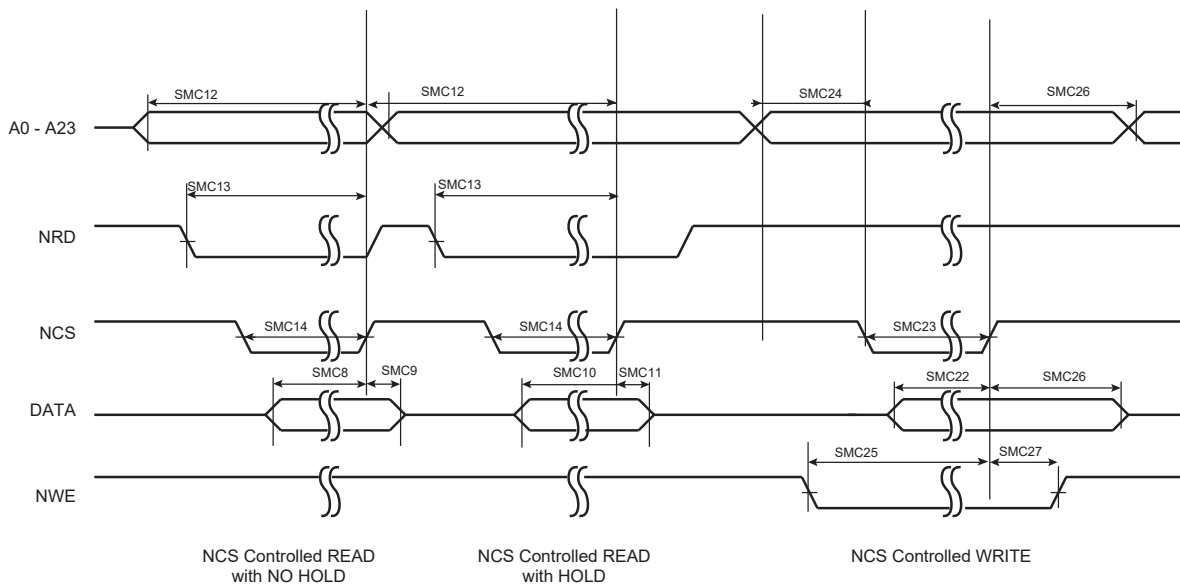 SMC12
SMC12
SMC24
SMC26
A0 - A23
SMC13
SMC13
NRD
NCS
SMC14
SMC14
SMC23
SMC8
SMC9
SMC10
SMC11
SMC22
SMC26
DATA
SMC25
SMC27
NWE
NCS Controlled READ
with NO HOLD
NCS Controlled READ
with HOLD
NCS Controlled WRITE